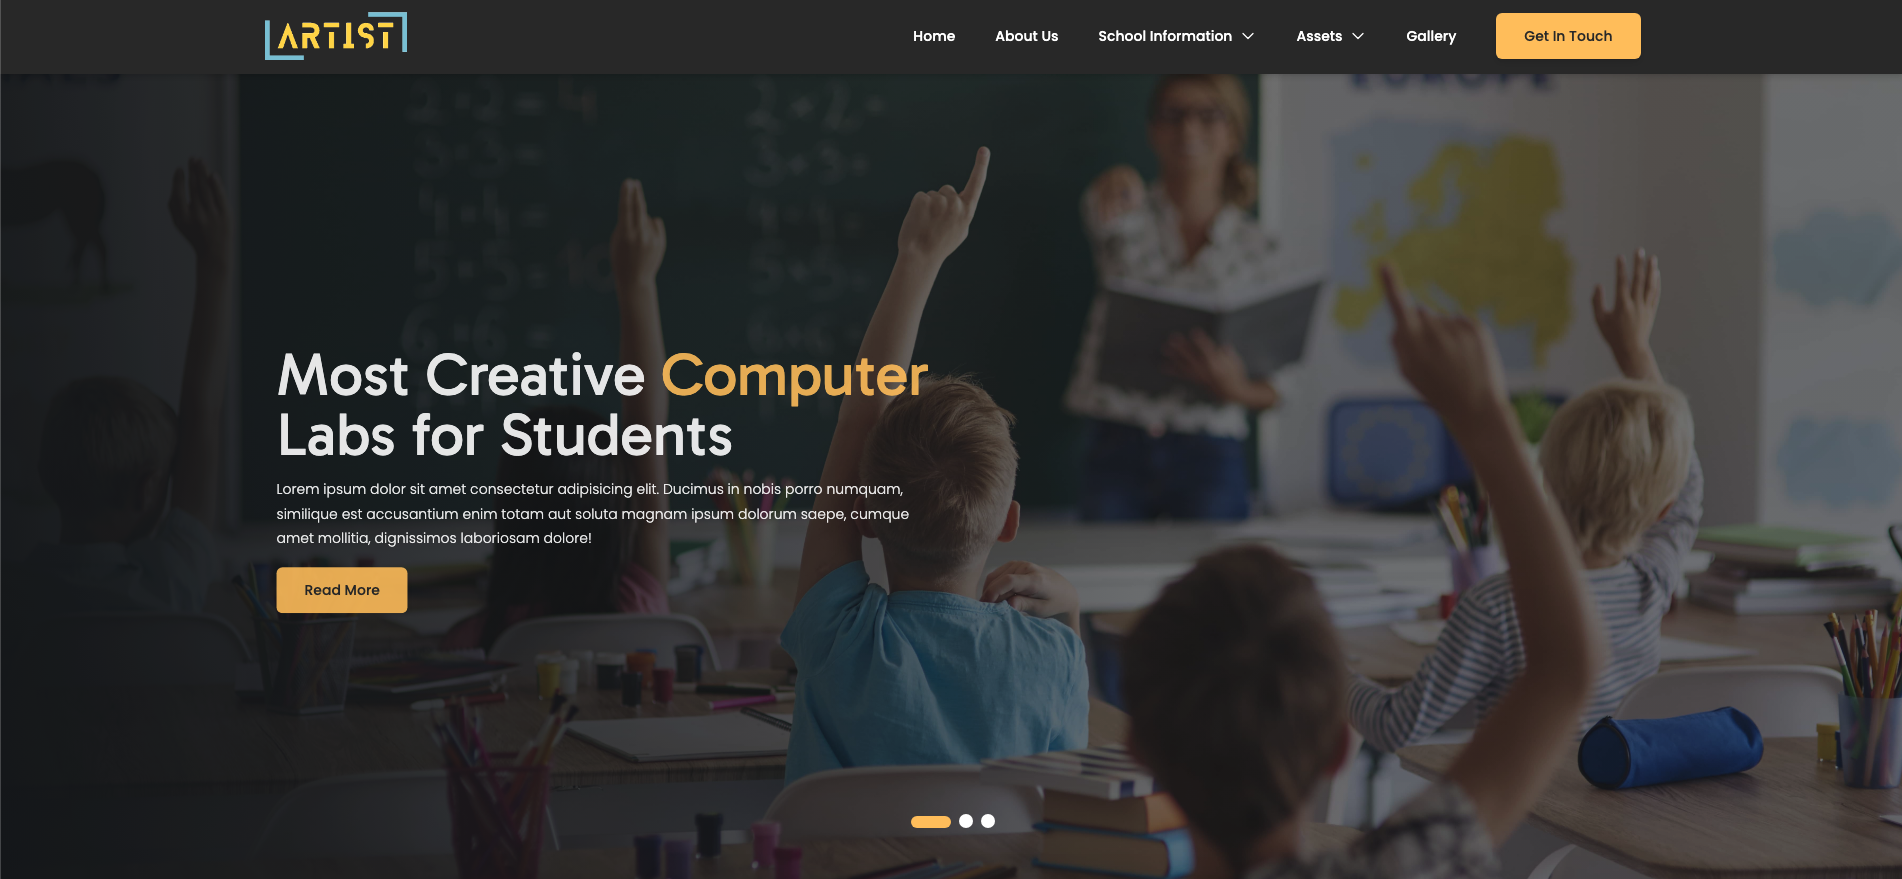 ARTIST
Home About Us School Information Assets Gallery Get In Touch
EUROPE
Most Creative Computer
Labs for Students
Lorem ipsum dolor sit amet consectetur adipisicing elit. Ducimus in nobis porro numquam,
similique est accusantium enim totam aut soluta magnam ipsum dolorum saepe, cumque
amet mollitia, dignissimos laboriosam dolore!
Read More